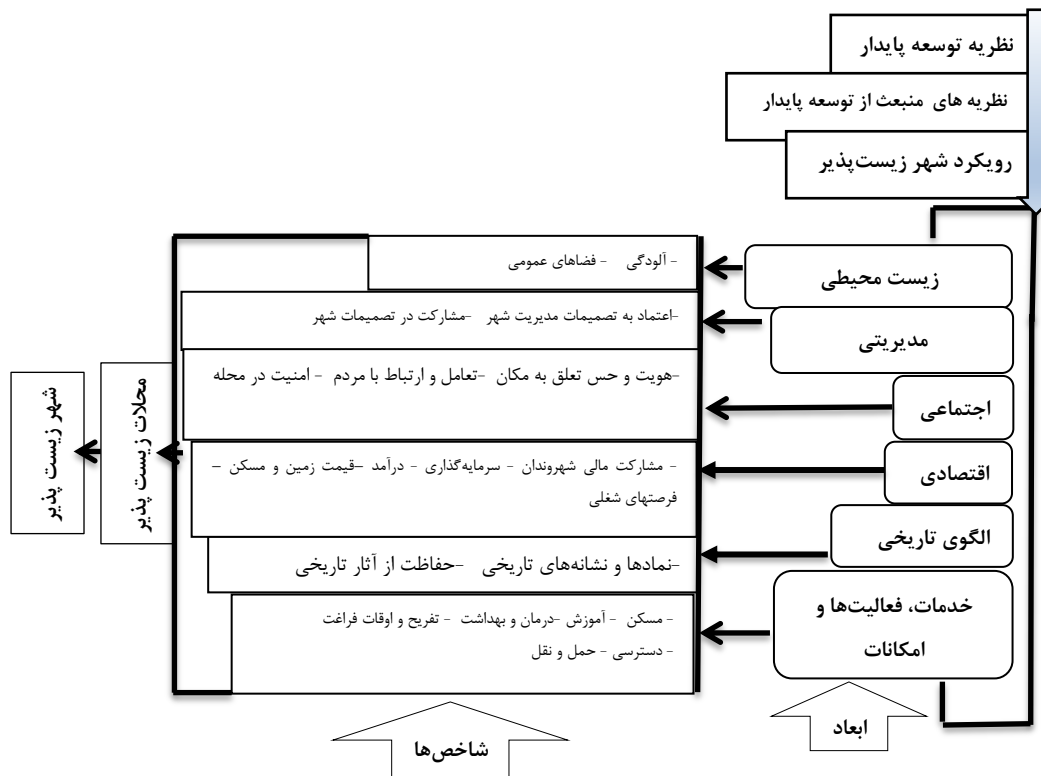 نظریه توسعه پایدار
نظریه های منبعث از توسعه پایدار
رویکرد شهر زیست‌پذیر
زیست محیطی
- آلودگی - فضاهای عمومی
مدیریتی
-اعتماد به تصمیمات مدیریت شهر -مشارکت در تصمیمات شهر
اجتماعی
-هویت و حس تعلق به مکان -تعامل و ارتباط با مردم - امنیت در محله
اقتصادی
- مشارکت مالی شهروندان - سرمایه‌گذاری - درآمد –قیمت زمین و مسکن –
فرصتهای شغلی
الگوی تاریخی
-نمادها و نشانه‌های تاریخی -حفاظت از آثار تاریخی
خدمات، فعالیت‌ها و
امکانات
- مسکن - آموزش -درمان و بهداشت - تفریح و اوقات فراغت
- دسترسی - حمل و نقل
محلات زیست پذیر
شهر زیست پذیر
ابعاد
شاخص‌ها